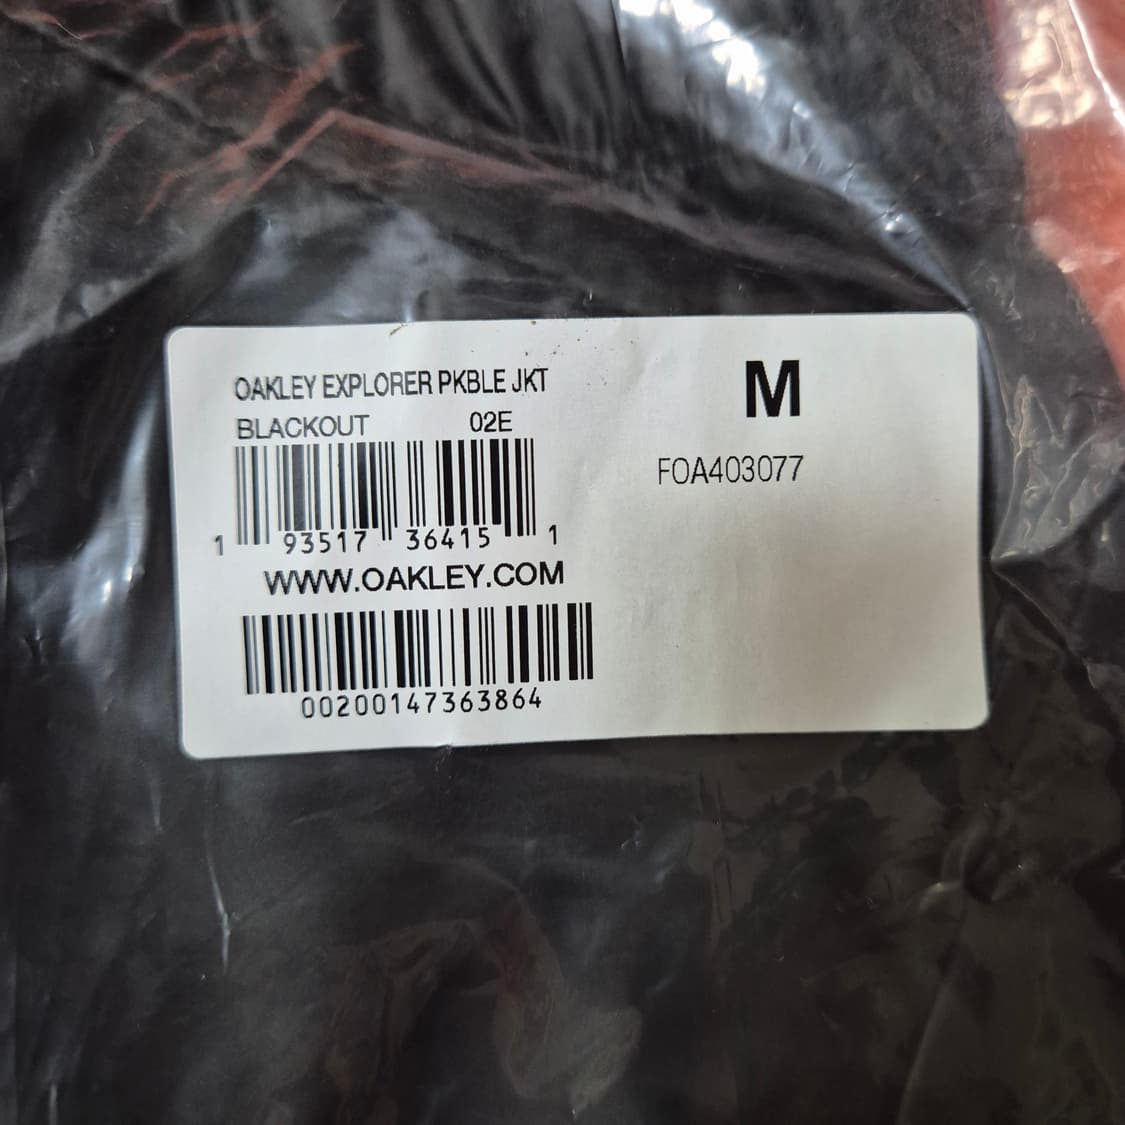 OAKLEY EXPLORER PKBLE JKT
BLACKOUT 02E
M
FOA403077
1 93517 36415 1
WWW.OAKLEY.COM
00200147363864